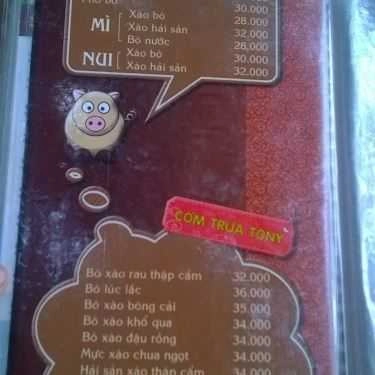 Phở bò 30.000
MÌ
Xào bò 28.000
Xào hải sản 32.000
Bò nước 28.000
NUI
Xào bò 30.000
Xào hải sản 32.000
CƠM TRƯA TONY
Bò xào rau thập cẩm 32.000
Bò lúc lắc 36.000
Bò xào bông cải 35.000
Bò xào khổ qua 34.000
Bò xào đậu rồng 34.000
Mực xào chua ngọt 34.000
Hải sản xào thập cẩm 34.000